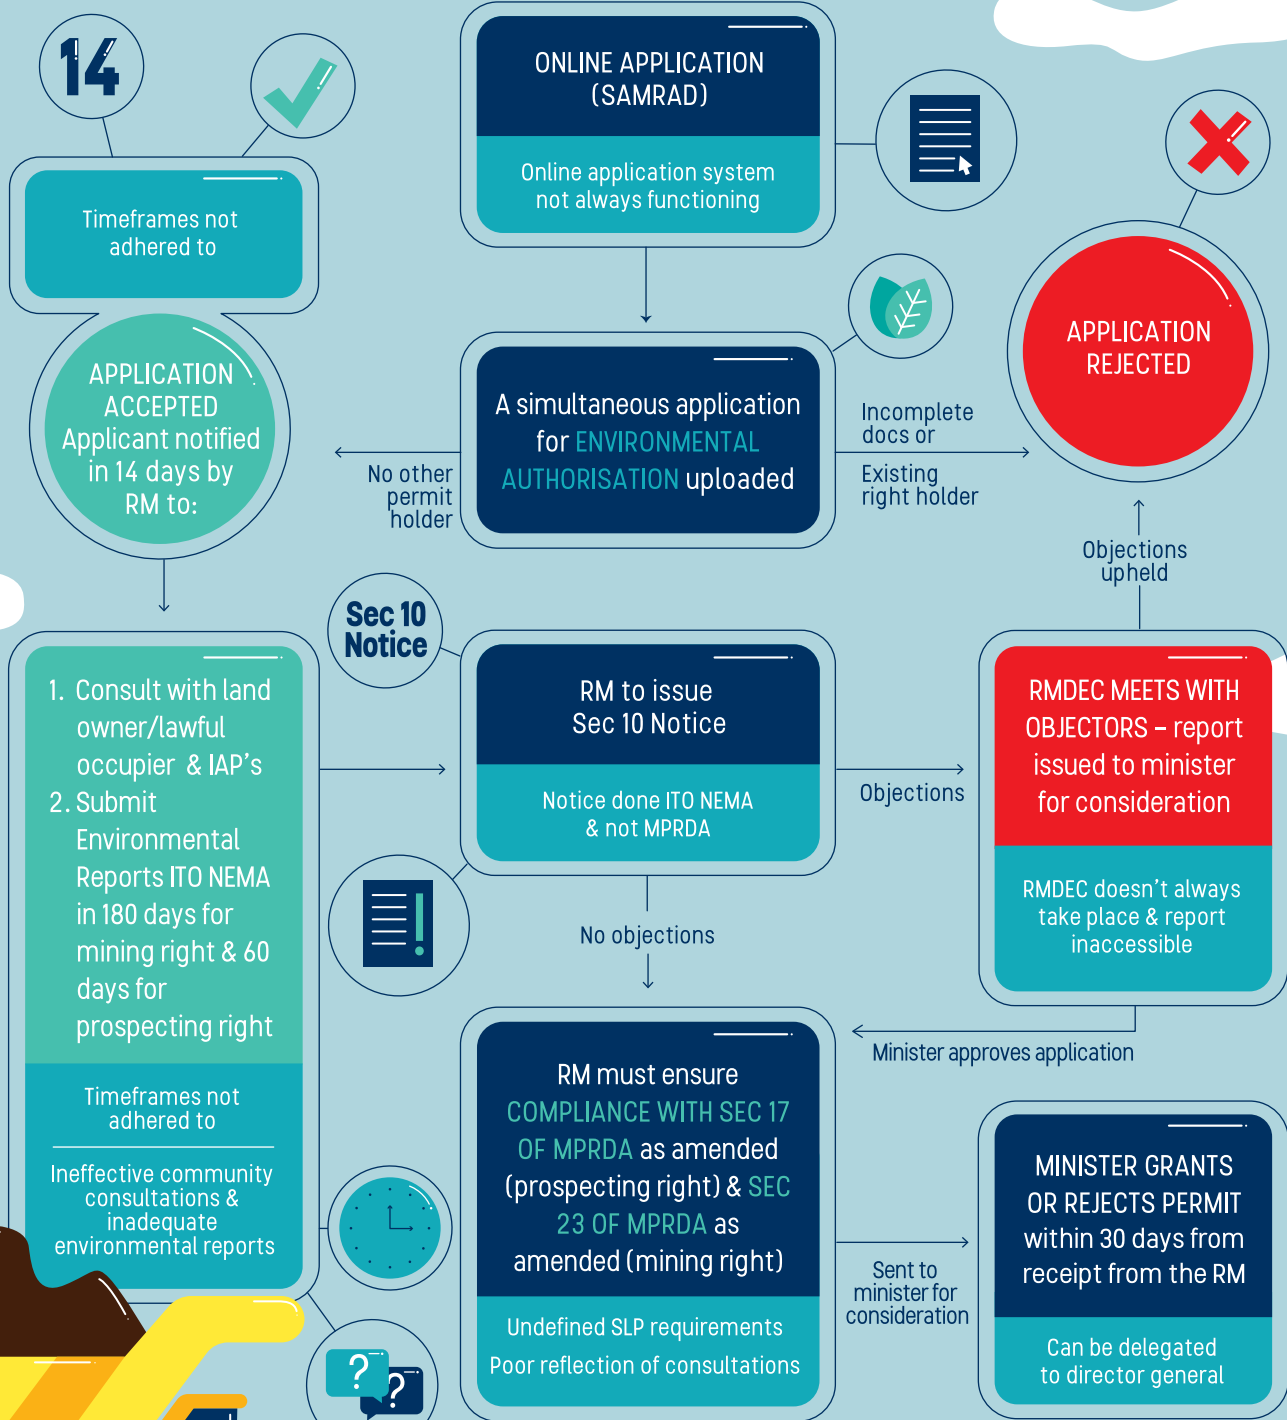 14
Timeframes not
adhered to
APPLICATION
ACCEPTED
Applicant notified
in 14 days by
RM to:
ONLINE APPLICATION
(SAMRAD)
Online application system
not always functioning
A simultaneous application
for ENVIRONMENTAL
AUTHORISATION uploaded
No other
permit
holder
Incomplete
docs or
Existing
right holder
APPLICATION
REJECTED
Objections
upheld
1. Consult with land
owner/lawful
occupier & IAP's
2. Submit
Environmental
Reports ITO NEMA
in 180 days for
mining right & 60
days for
prospecting right
Timeframes not
adhered to
Ineffective community
consultations &
inadequate
environmental reports
Sec 10
Notice
RM to issue
Sec 10 Notice
Notice done ITO NEMA
& not MPRDA
Objections
No objections
RMDEC MEETS WITH
OBJECTORS – report
issued to minister
for consideration
RMDEC doesn't always
take place & report
inaccessible
Minister approves application
RM must ensure
COMPLIANCE WITH SEC 17
OF MPRDA as amended
(prospecting right) & SEC
23 OF MPRDA as
amended (mining right)
Undefined SLP requirements
Poor reflection of consultations
Sent to
minister for
consideration
MINISTER GRANTS
OR REJECTS PERMIT
within 30 days from
receipt from the RM
Can be delegated
to director general
?
?